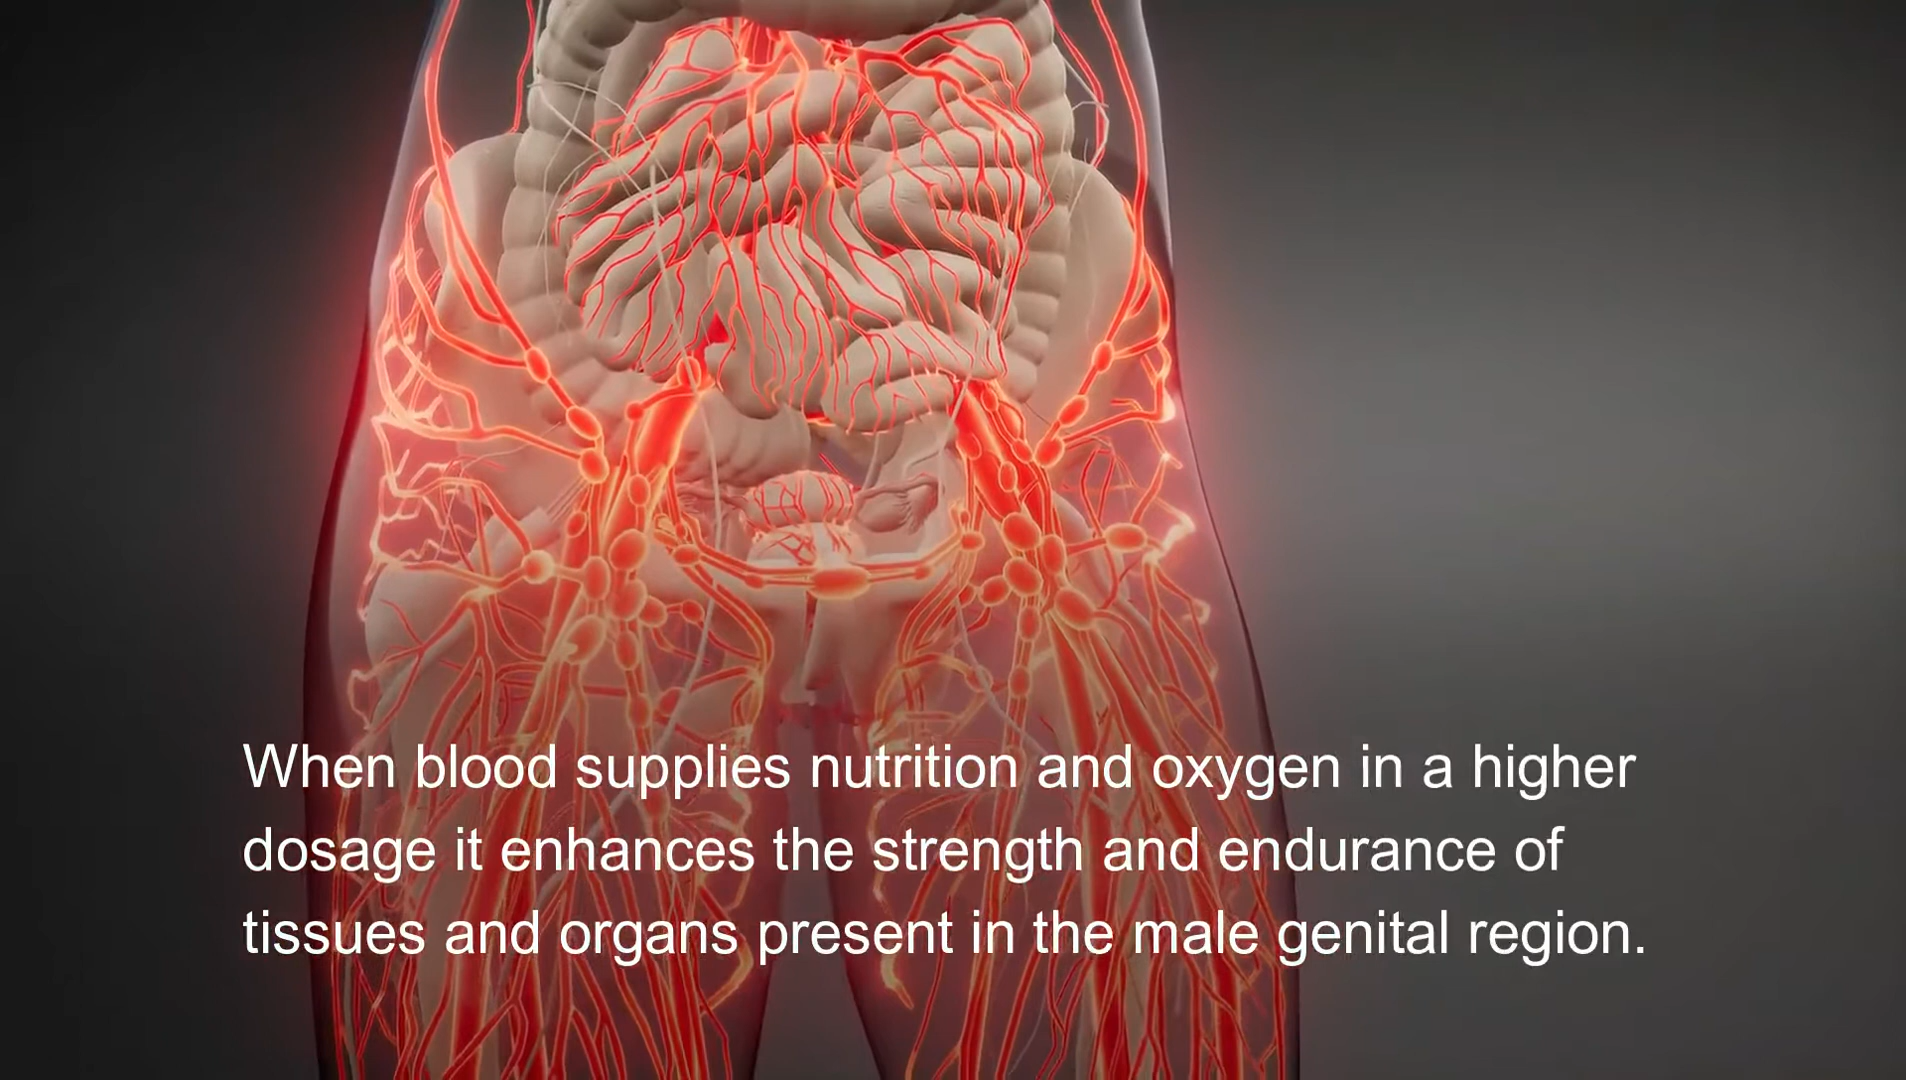 When blood supplies nutrition and oxygen in a higher
dosage it enhances the strength and endurance of
tissues and organs present in the male genital region.